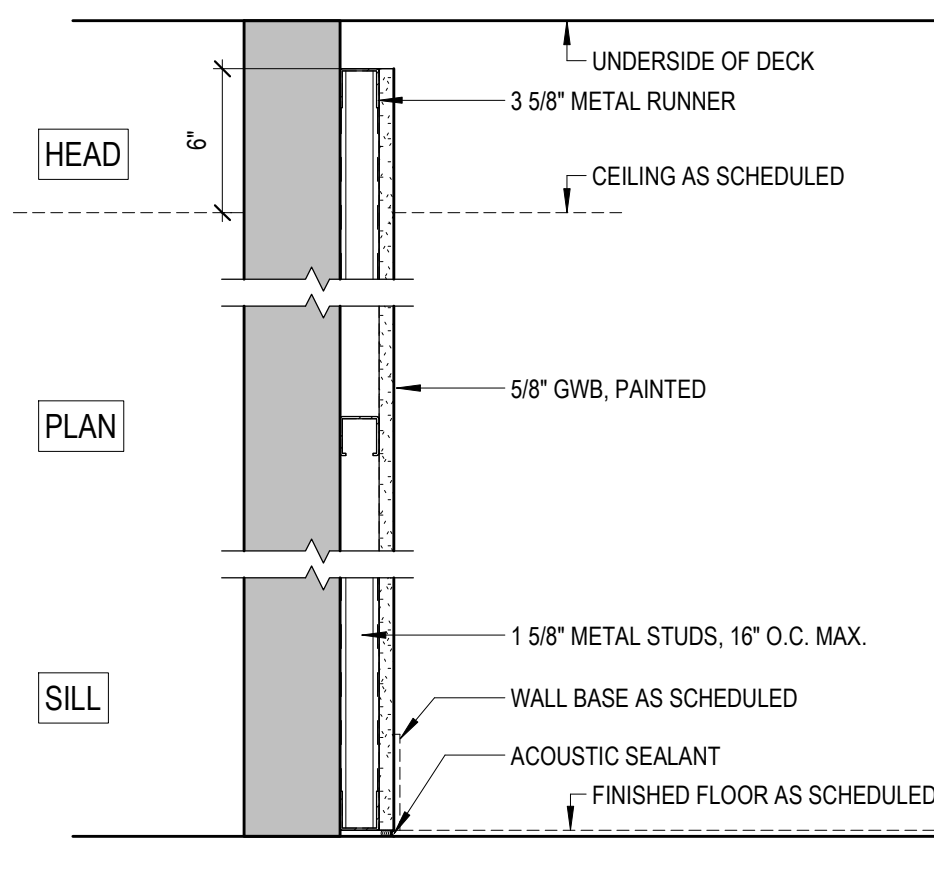 UNDERSIDE OF DECK
3 5/8" METAL RUNNER
6"
HEAD
CEILING AS SCHEDULED
5/8" GWB, PAINTED
PLAN
1 5/8" METAL STUDS, 16" O.C. MAX.
SILL
WALL BASE AS SCHEDULED
ACOUSTIC SEALANT
FINISHED FLOOR AS SCHEDULED